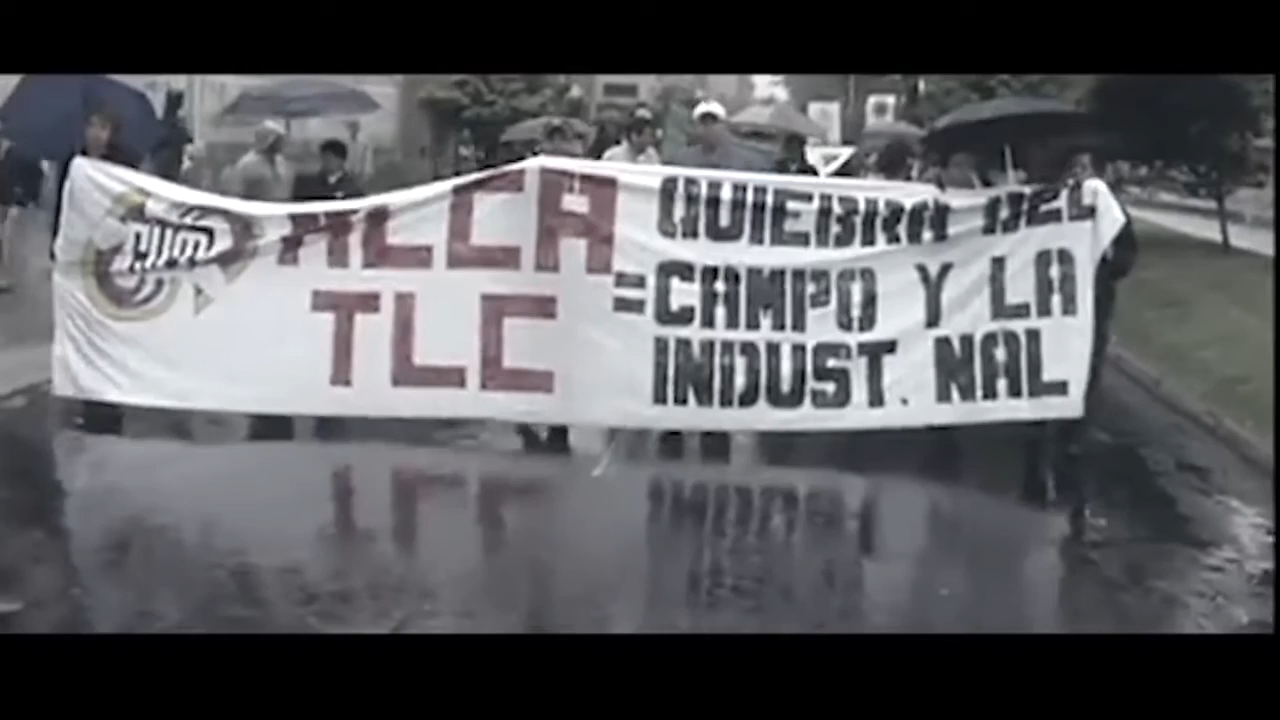 ALCA
TLC
=
QUIEBRA DEL
CAMPO Y LA
INDUST. NAL